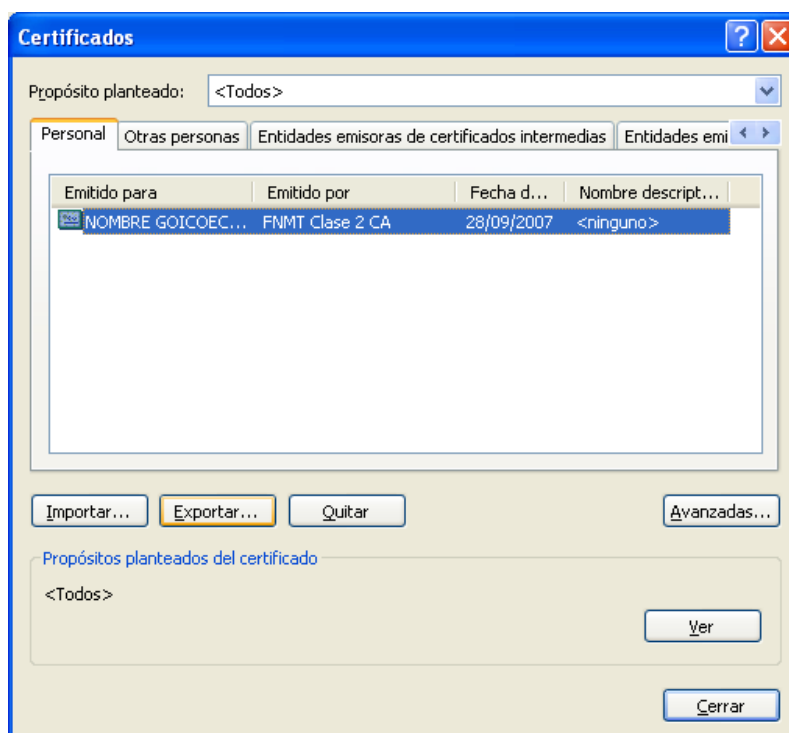 Certificados
Propósito planteado: <Todos>
Personal Otras personas Entidades emisoras de certificados intermedias Entidades emi
Emitido para Emitido por Fecha d... Nombre descript...
NOMBRE GOICOEC... FNMT Clase 2 CA 28/09/2007 <ninguno>
Importar... Exportar... Quitar Avanzadas...
Propósitos planteados del certificado
<Todos>
Ver
Cerrar